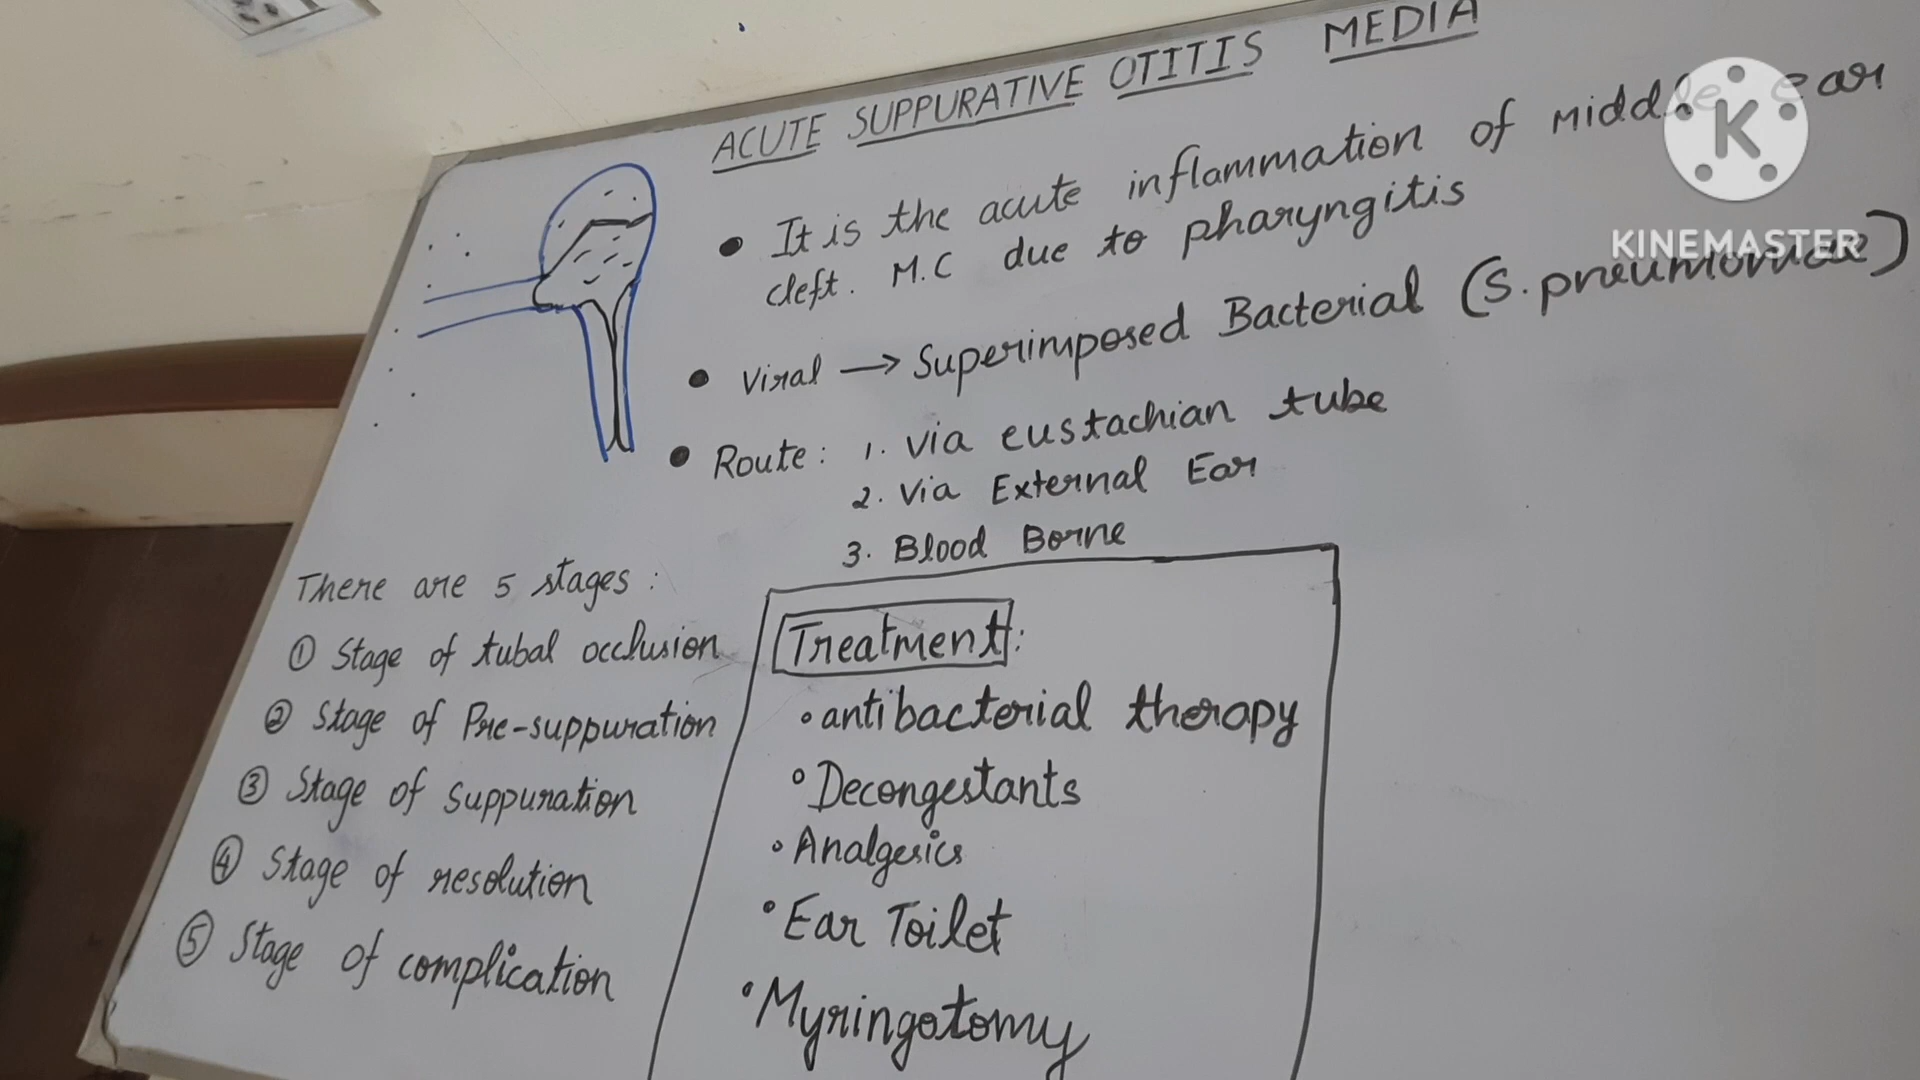 ACUTE SUPPURATIVE OTITIS MEDIA
• It is the acute inflammation of middle ear
cleft. M.C due to pharyngitis
• Viral → Superimposed Bacterial (S. pneumoniae)
• Route: 1. via eustachian tube
2. Via External Ear
3. Blood Borne
There are 5 stages:
① Stage of tubal occlusion
② Stage of Pre-suppuration
③ Stage of suppuration
④ Stage of resolution
⑤ Stage of complication
Treatment:
• antibacterial therapy
• Decongestants
• Analgesics
• Ear Toilet
• Myringotomy
K
KINEMASTER